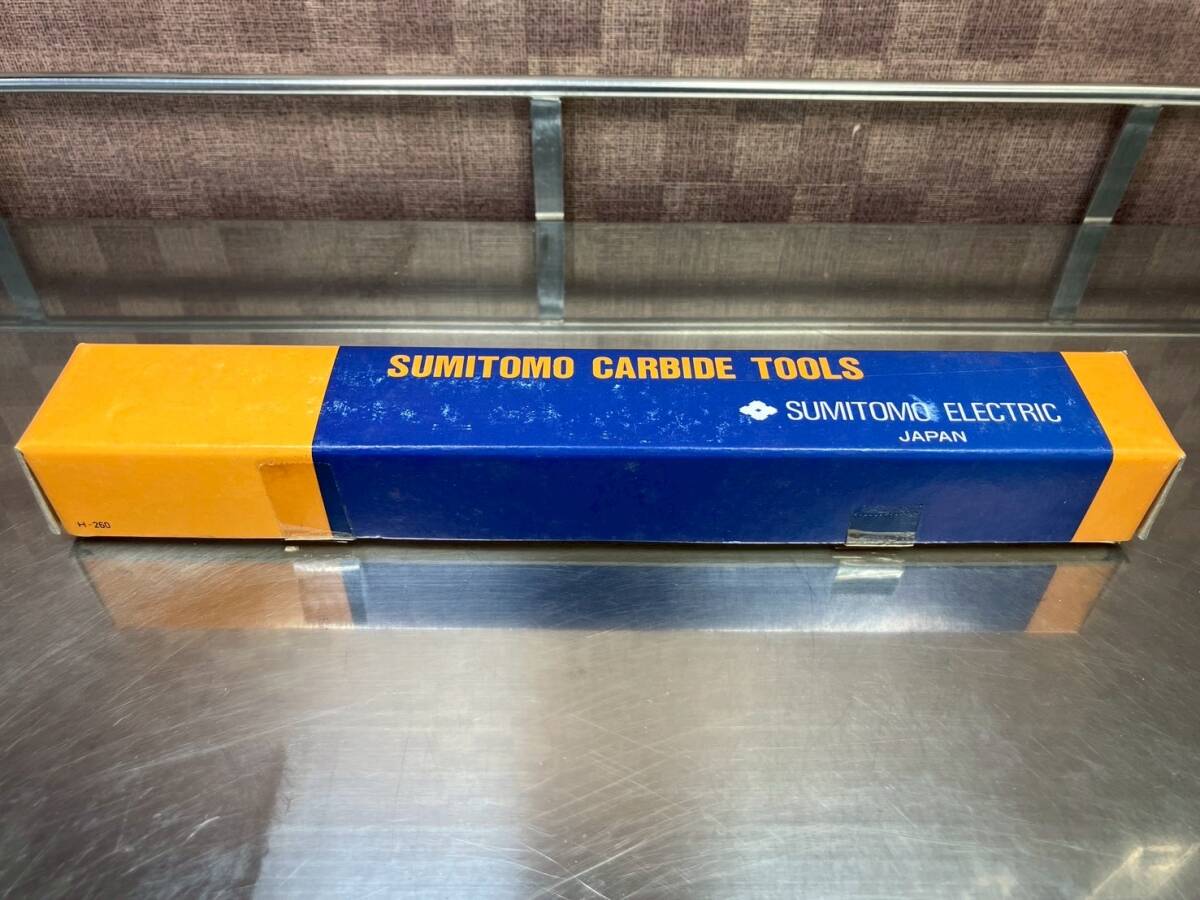 SUMITOMO CARBIDE TOOLS
SUMITOMO ELECTRIC
JAPAN
H-260